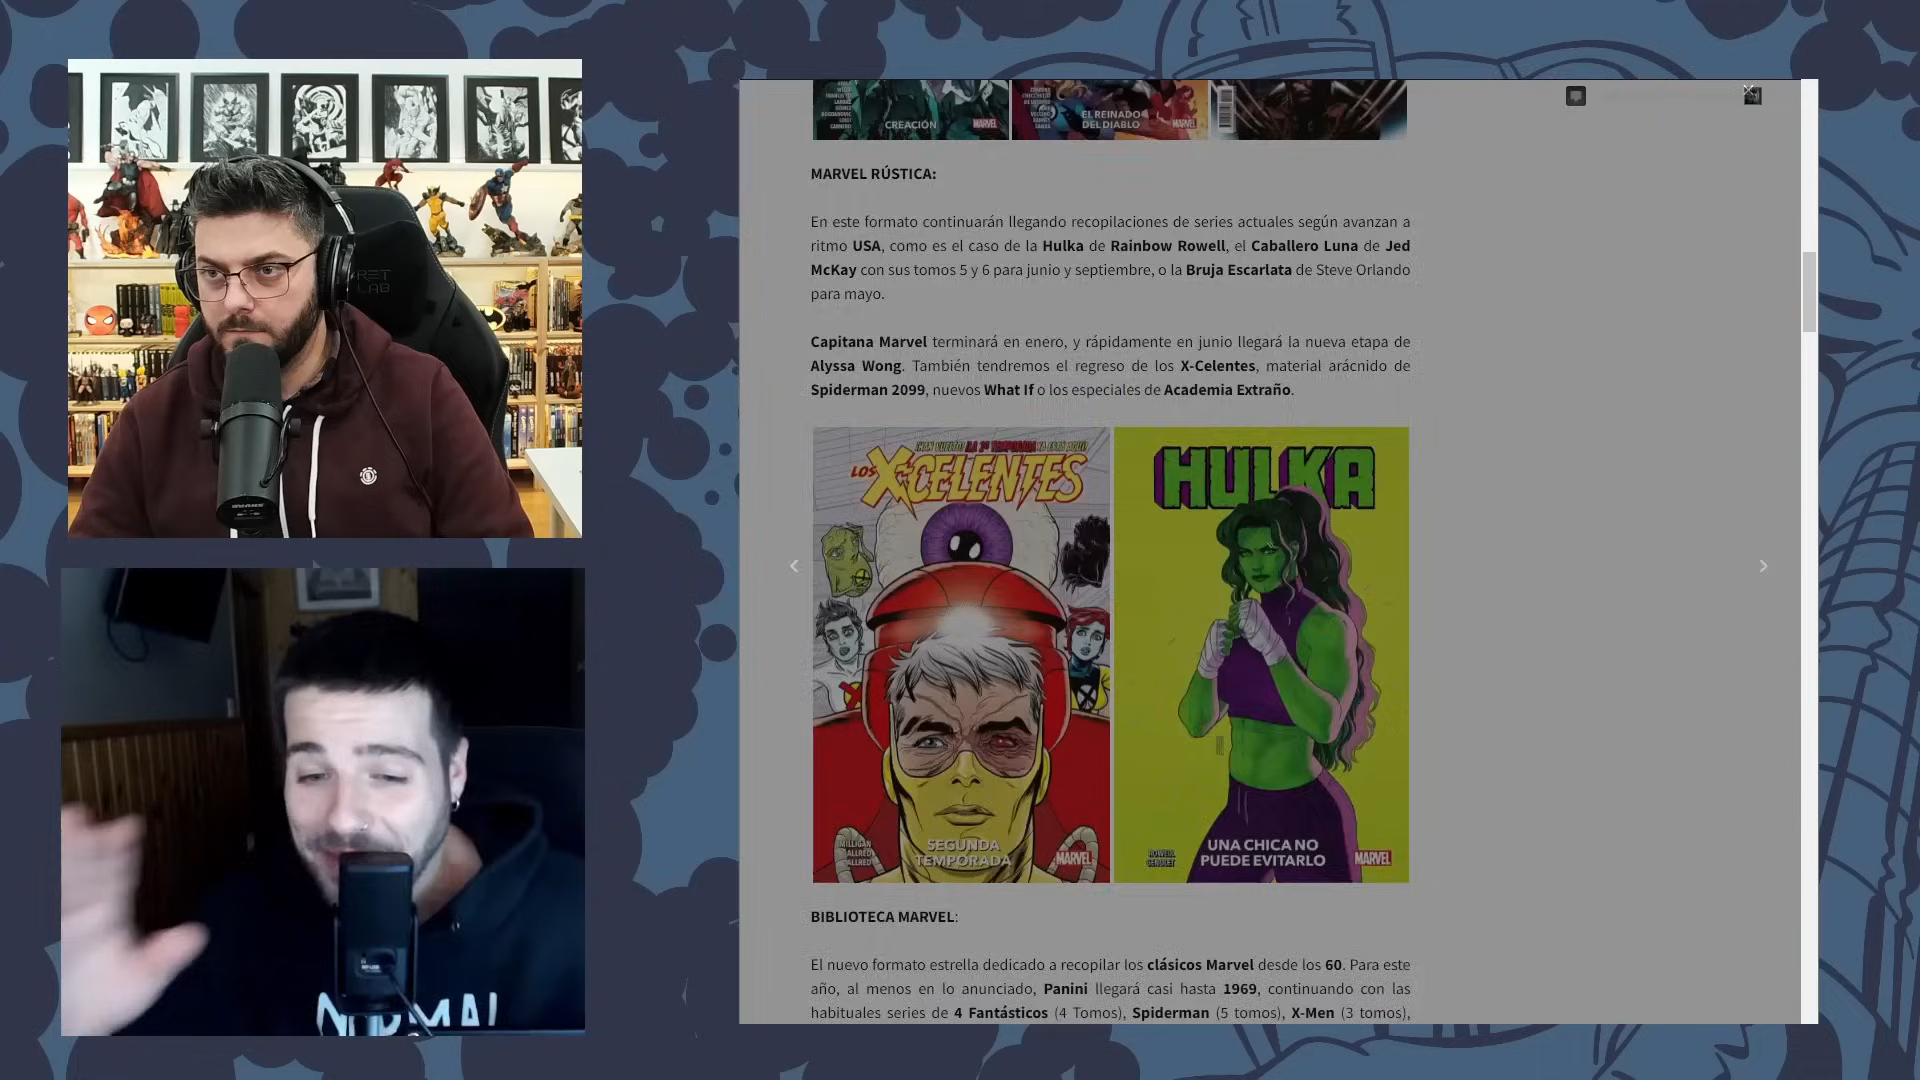 CREACIÓN
MARVEL
EL REINADO
DEL DIABLO
MARVEL
MARVEL RÚSTICA:
En este formato continuarán llegando recopilaciones de series actuales según avanzan a
ritmo USA, como es el caso de la Hulka de Rainbow Rowell, el Caballero Luna de Jed
McKay con sus tomos 5 y 6 para junio y septiembre, o la Bruja Escarlata de Steve Orlando
para mayo.
Capitana Marvel terminará en enero, y rápidamente en junio llegará la nueva etapa de
Alyssa Wong. También tendremos el regreso de los X-Celentes, material arácnido de
Spiderman 2099, nuevos What If o los especiales de Academia Extraño.
LOS
X-CELENTES
MILLIGAN
ALLRED
ALLRED
SEGUNDA
TEMPORADA
MARVEL
HULKA
UNA CHICA NO
PUEDE EVITARLO
MARVEL
BIBLIOTECA MARVEL:
El nuevo formato estrella dedicado a recopilar los clásicos Marvel desde los 60. Para este
año, al menos en lo anunciado, Panini llegará casi hasta 1969, continuando con las
habituales series de 4 Fantásticos (4 Tomos), Spiderman (5 tomos), X-Men (3 tomos),